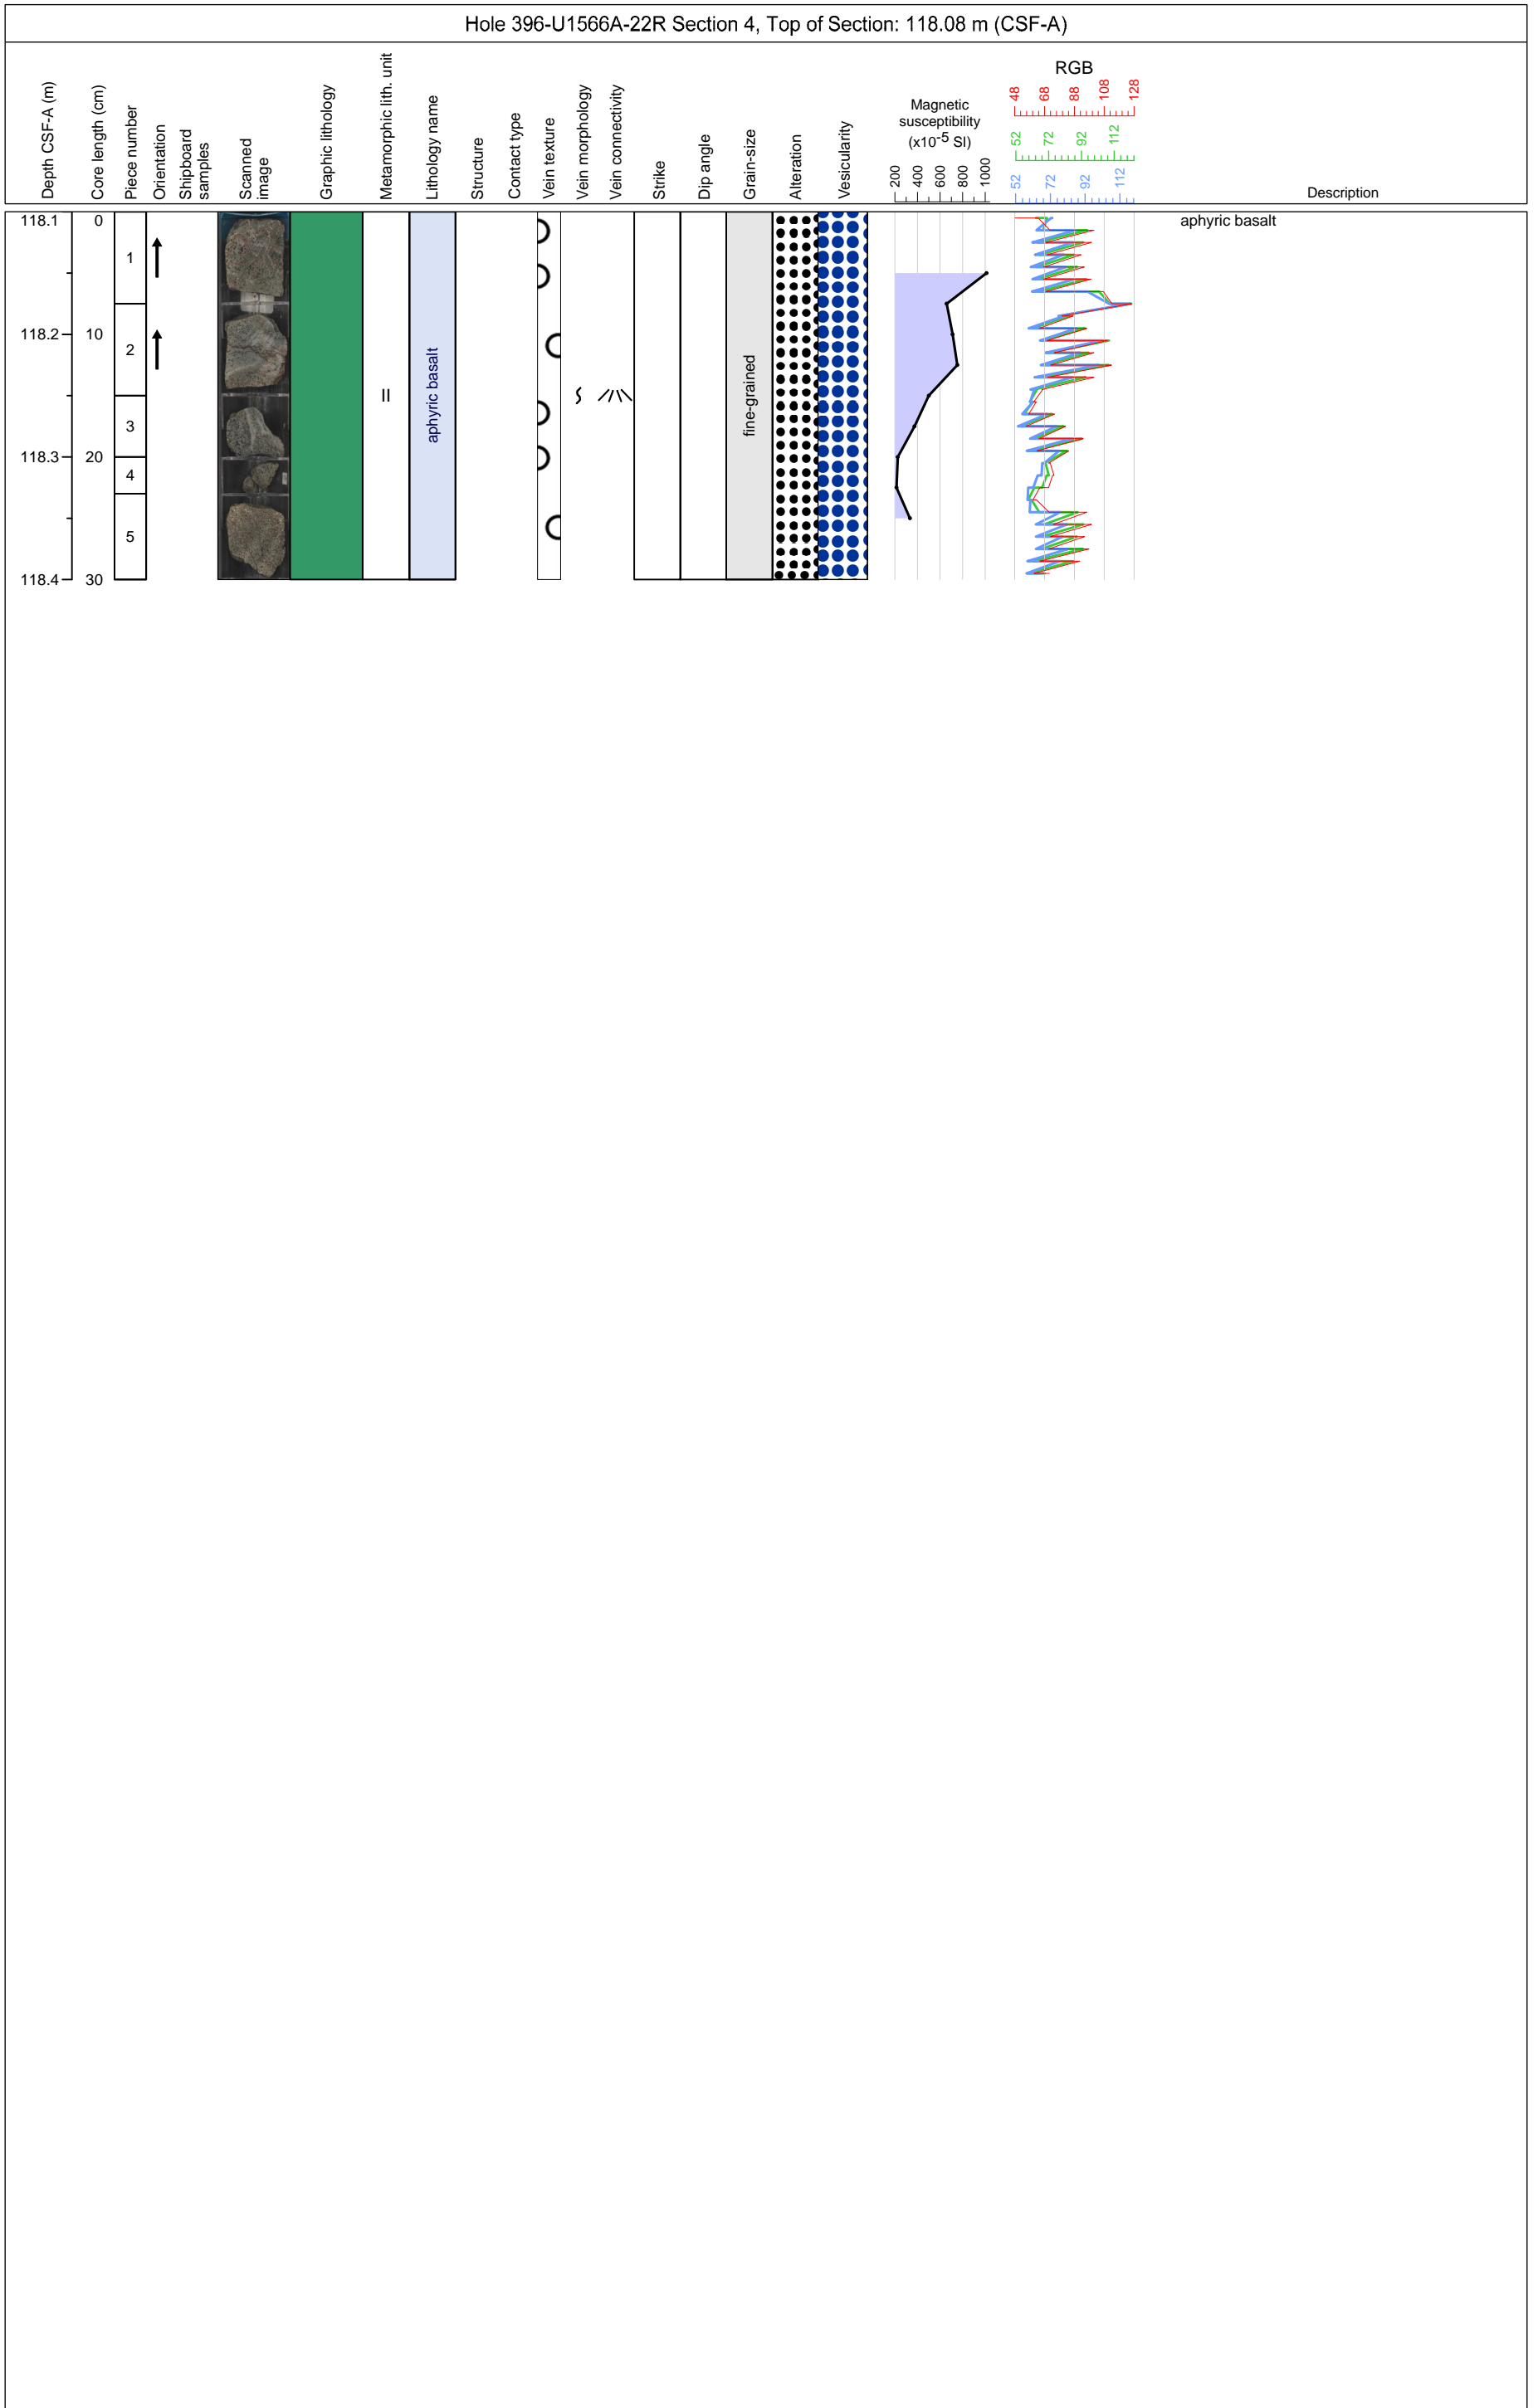 Hole 396-U1566A-22R Section 4, Top of Section: 118.08 m (CSF-A)
Depth CSF-A (m)
Core length (cm)
Piece number
Orientation
Shipboard
samples
Scanned
image
Graphic lithology
Metamorphic lith. unit
Lithology name
Structure
Contact type
Vein texture
Vein morphology
Vein connectivity
Strike
Dip angle
Grain-size
Alteration
Vesicularity
Magnetic
susceptibility
(x10-5 SI)
200 400 600 800 1000
RGB
48 68 88 108 128
52 72 92 112
52 72 92 112
Description
118.1
118.2
118.3
118.4
0
10
20
30
1
2
3
4
5
II
aphyric basalt
fine-grained
aphyric basalt